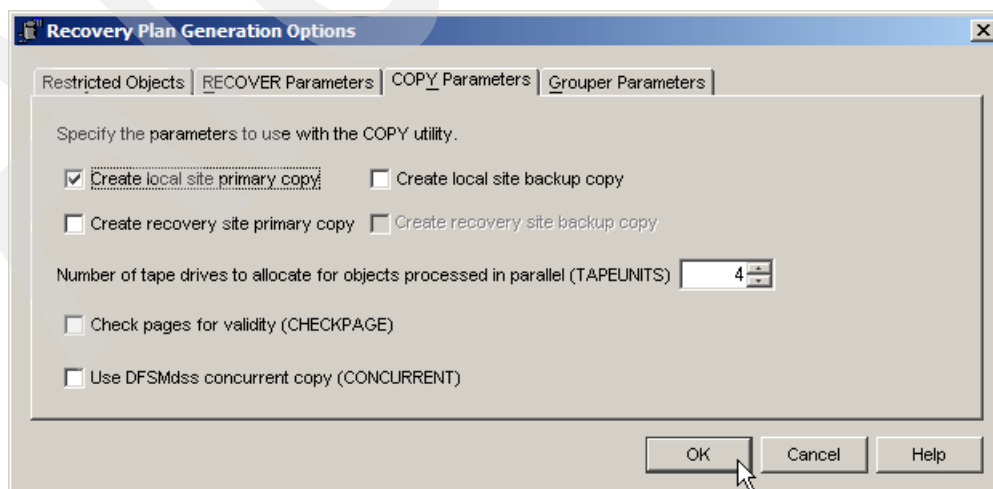 Recovery Plan Generation Options
Restricted Objects RECOVER Parameters COPY Parameters Grouper Parameters
Specify the parameters to use with the COPY utility.
Create local site primary copy Create local site backup copy
Create recovery site primary copy Create recovery site backup copy
Number of tape drives to allocate for objects processed in parallel (TAPEUNITS) 4
Check pages for validity (CHECKPAGE)
Use DFSMdss concurrent copy (CONCURRENT)
OK Cancel Help